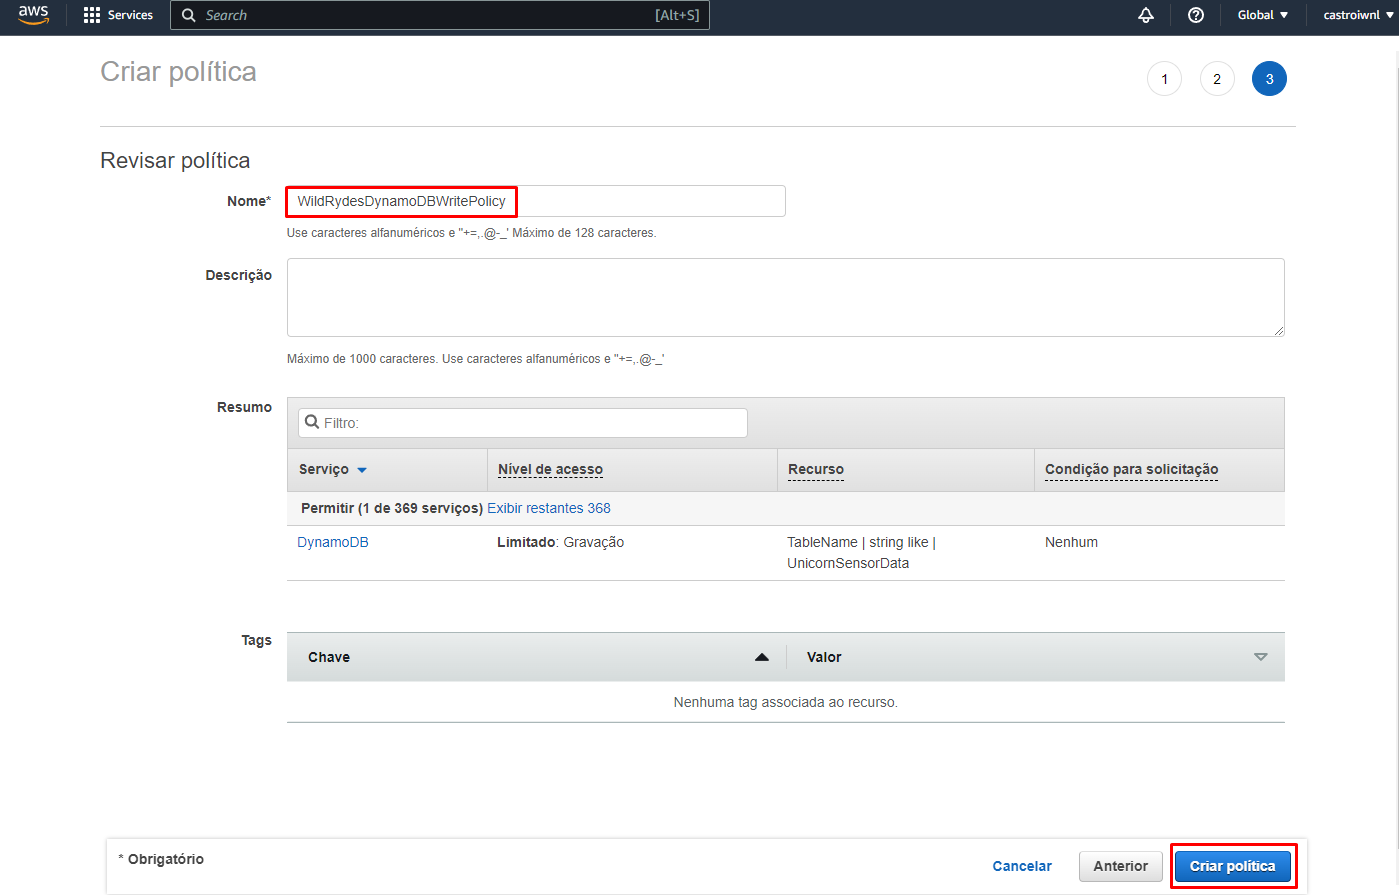 aws
Services
Search
[Alt+S]
Global
castroiwnl
Criar política
1
2
3
Revisar política
Nome*
WildRydesDynamoDBWritePolicy
Use caracteres alfanuméricos e "+=,.@-_' Máximo de 128 caracteres.
Descrição
Máximo de 1000 caracteres. Use caracteres alfanuméricos e "+=,.@-_'
Resumo
Filtro:
Serviço
Nível de acesso
Recurso
Condição para solicitação
Permitir (1 de 369 serviços) Exibir restantes 368
DynamoDB
Limitado: Gravação
TableName | string like |
UnicornSensorData
Nenhum
Tags
Chave
Valor
Nenhuma tag associada ao recurso.
* Obrigatório
Cancelar
Anterior
Criar política